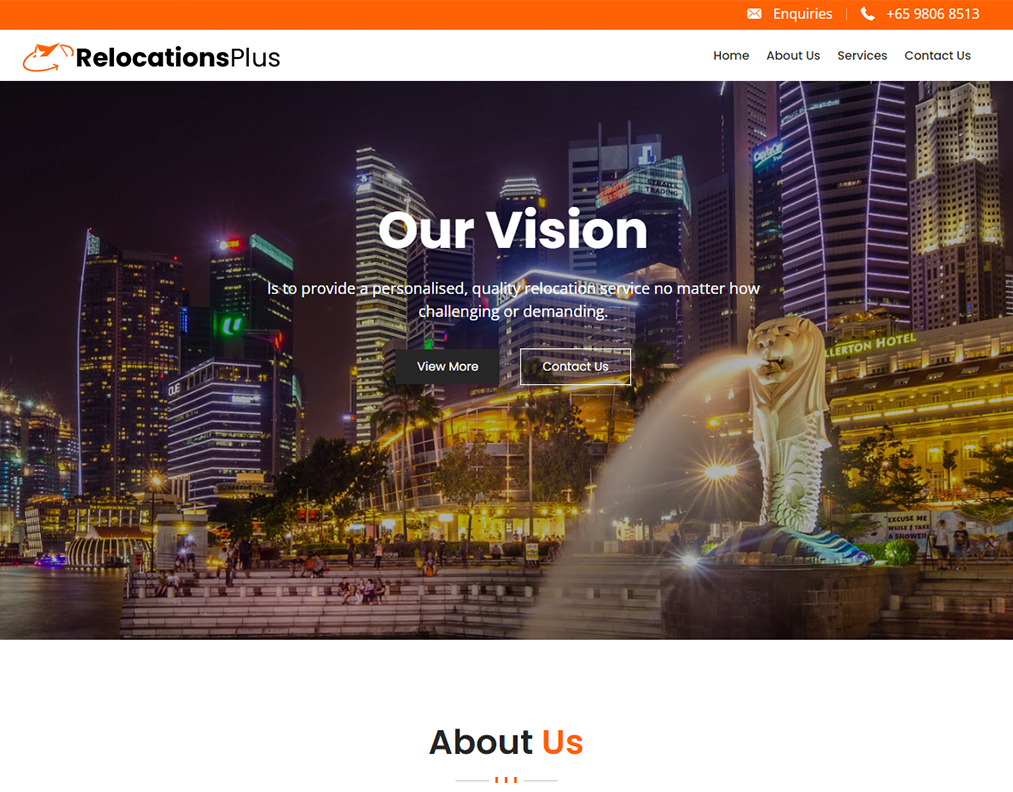 Enquiries | +65 9806 8513
RelocationsPlus
Home About Us Services Contact Us
Our Vision
Is to provide a personalised, quality relocation service no matter how
challenging or demanding.
View More Contact Us
STRAITS
TRADING
LLERTON HOTEL
EXCUSE ME
WHILE I TAKE
A SHOWER
About Us